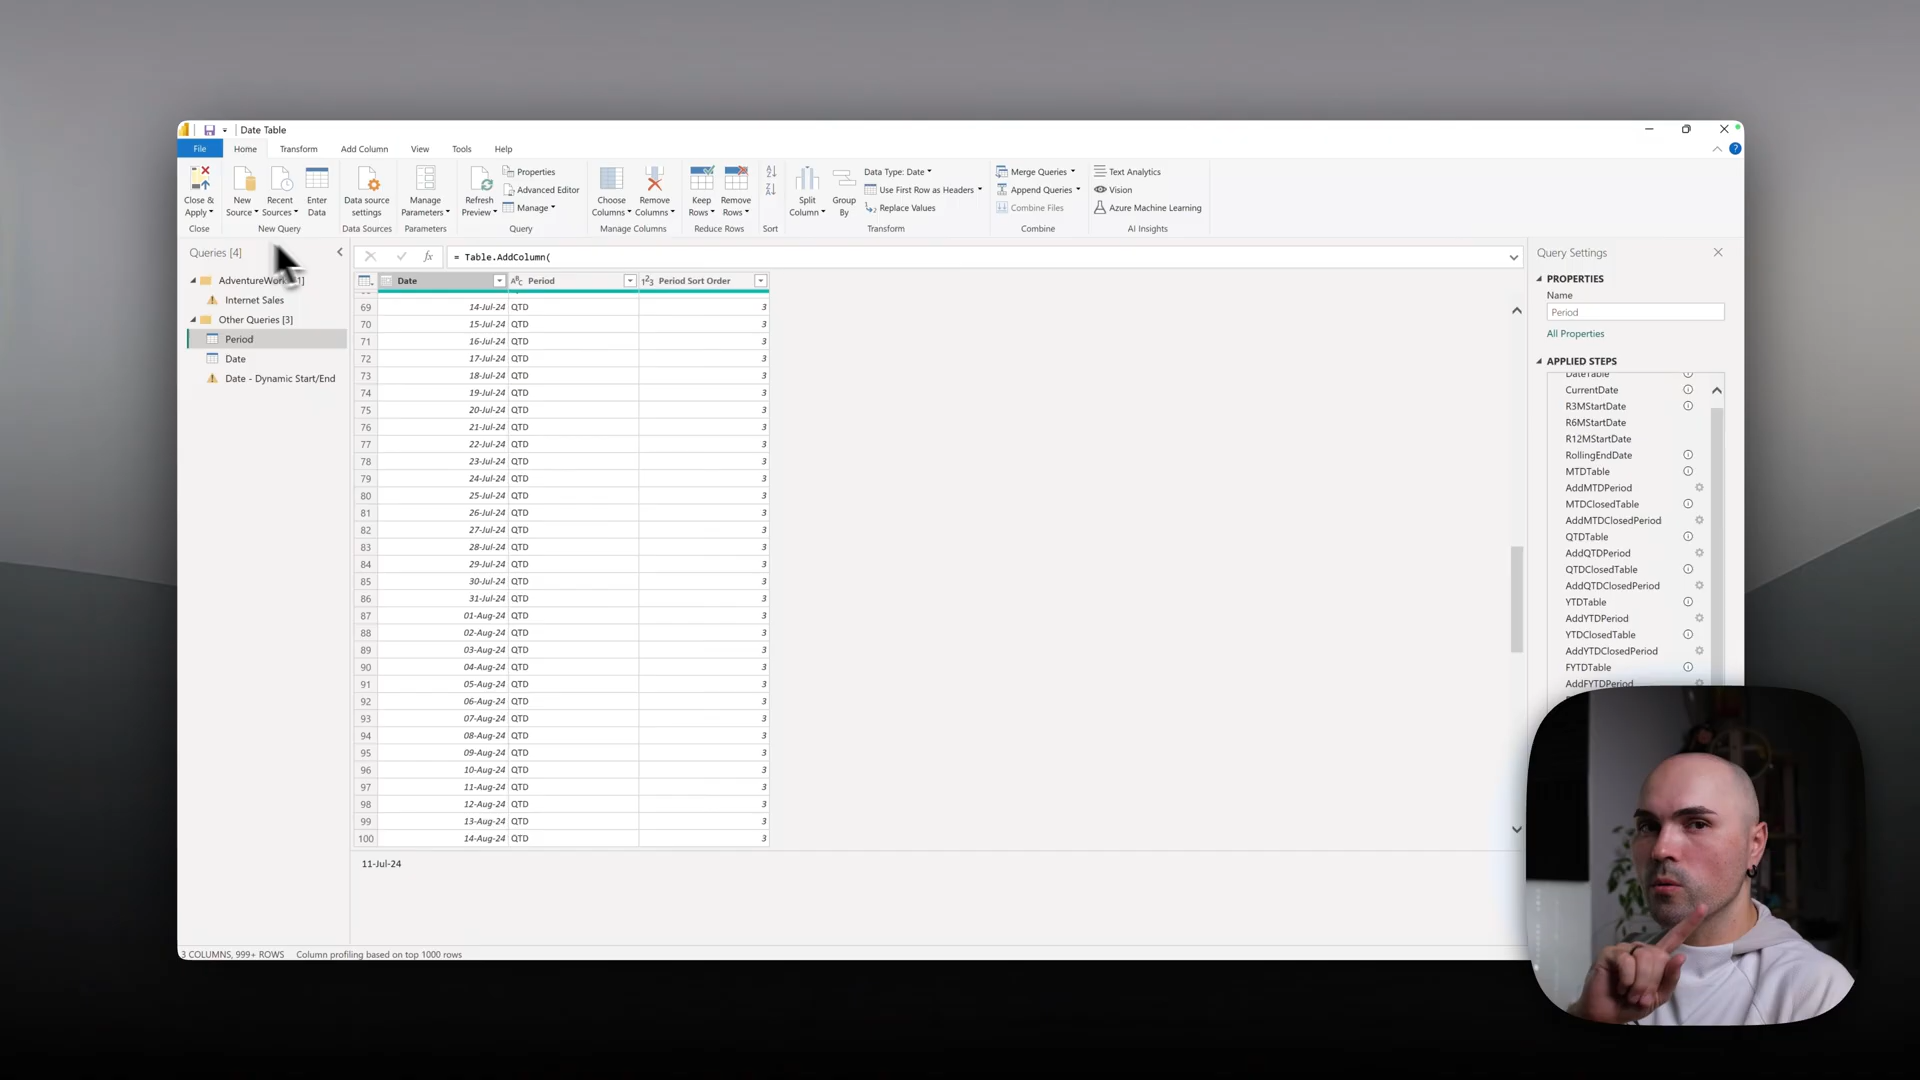 Date Table
File Home Transform Add Column View Tools Help
Close & Apply
New Source
Recent Sources
Enter Data
Data source settings
Manage Parameters
Refresh Preview
Properties
Advanced Editor
Manage
Choose Columns
Remove Columns
Keep Rows
Remove Rows
Split Column
Group By
Data Type: Date
Use First Row as Headers
Replace Values
Merge Queries
Append Queries
Combine Files
Text Analytics
Vision
Azure Machine Learning
Close New Query Data Sources Parameters Query Manage Columns Reduce Rows Sort Transform Combine AI Insights
Queries [4]
Internet Sales
Other Queries [3]
Period
Date
Date - Dynamic Start/End
= Table.AddColumn(
Date Period Period Sort Order
69 14-Jul-24 QTD 3
70 15-Jul-24 QTD 3
71 16-Jul-24 QTD 3
72 17-Jul-24 QTD 3
73 18-Jul-24 QTD 3
74 19-Jul-24 QTD 3
75 20-Jul-24 QTD 3
76 21-Jul-24 QTD 3
77 22-Jul-24 QTD 3
78 23-Jul-24 QTD 3
79 24-Jul-24 QTD 3
80 25-Jul-24 QTD 3
81 26-Jul-24 QTD 3
82 27-Jul-24 QTD 3
83 28-Jul-24 QTD 3
84 29-Jul-24 QTD 3
85 30-Jul-24 QTD 3
86 31-Jul-24 QTD 3
87 01-Aug-24 QTD 3
88 02-Aug-24 QTD 3
89 03-Aug-24 QTD 3
90 04-Aug-24 QTD 3
91 05-Aug-24 QTD 3
92 06-Aug-24 QTD 3
93 07-Aug-24 QTD 3
94 08-Aug-24 QTD 3
95 09-Aug-24 QTD 3
96 10-Aug-24 QTD 3
97 11-Aug-24 QTD 3
98 12-Aug-24 QTD 3
99 13-Aug-24 QTD 3
100 14-Aug-24 QTD 3
11-Jul-24
3 COLUMNS, 999+ ROWS Column profiling based on top 1000 rows
Query Settings
PROPERTIES
Name
Period
All Properties
APPLIED STEPS
DateTable
CurrentDate
R3MStartDate
R6MStartDate
R12MStartDate
RollingEndDate
MTDTable
AddMTDPeriod
MTDClosedTable
AddMTDClosedPeriod
QTDTable
AddQTDPeriod
QTDClosedTable
AddQTDClosedPeriod
YTDTable
AddYTDPeriod
YTDClosedTable
AddYTDClosedPeriod
FYTDTable
AddFYTDPeriod